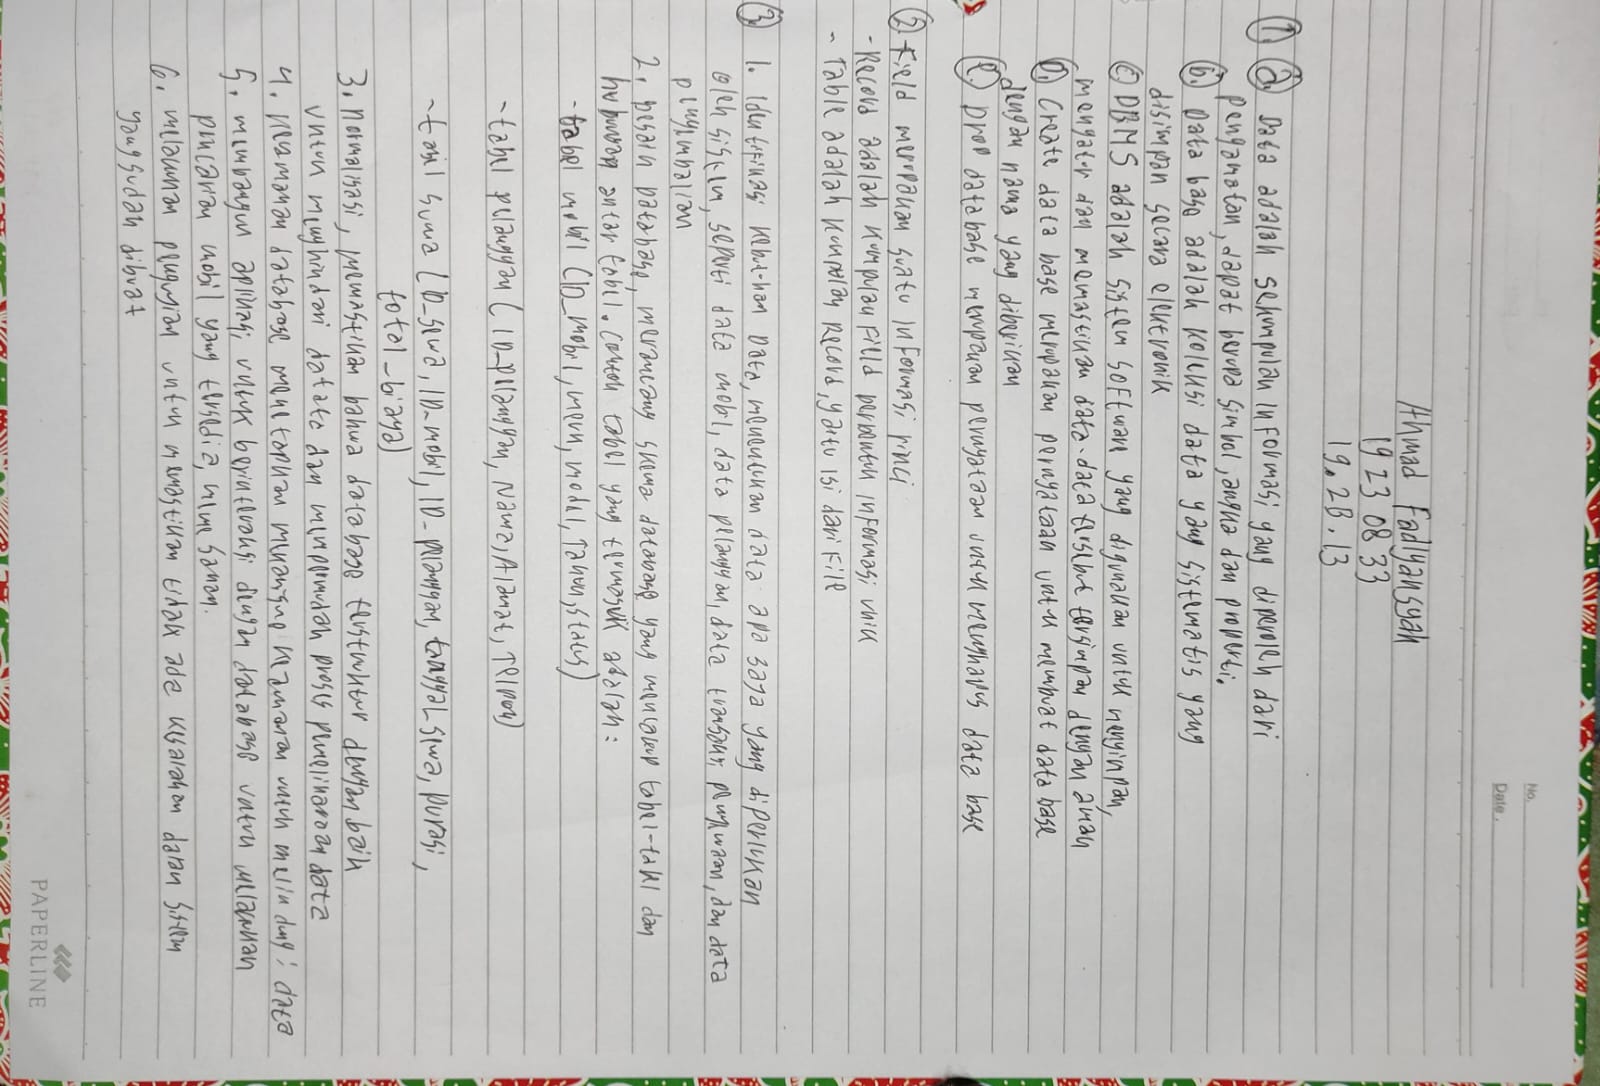 No.
Date.
Ahmad Fadlyansyah
19 23 08 33
19.2B.13
1. a. Data adalah sekumpulan informasi yang diperoleh dari
pengamatan, dapat berupa simbol, angka dan properti.
b. Data base adalah koleksi data yang sistematis yang
disimpan secara elektronik
c. DBMS adalah sistem software yang digunakan untuk menyimpan,
mengatur dan memastikan data-data tersebut tersimpan dengan aman
D. Create data base merupakan pernyataan untuk membuat data base
dengan nama yang diberikan
e. Drop database merupakan pernyataan untuk menghapus data base
2. Field merupakan suatu informasi rinci
- Record adalah kumpulan Field berbentuk informasi unik
- Table adalah kumpulan Record, yaitu isi dari File
3. 1. Identifikasi kebutuhan Data, menentukan data apa saja yang diperlukan
oleh sistem, seperti data mobil, data pelanggan, data transaksi penyewaan, dan data
pengembalian
2. Desain Database, merancang skema database yang mencakup tabel-tabel dan
hubungan antar tabel. Contoh tabel yang termasuk adalah:
- tabel mobil (ID_mobil, merk, model, Tahun, status)
- tabel pelanggan (ID_pelanggan, Nama, Alamat, Telpon)
- tabel sewa (ID_sewa, ID_mobil, ID_pelanggan, tanggal_sewa, Durasi,
total_biaya)
3. Normalisasi, memastikan bahwa database terstruktur dengan baik
untuk menghindari data dan mempermudah proses pemeliharaan data
4. Keamanan database menetapkan keamanan untuk melindungi data
5. membangun aplikasi, untuk berinteraksi dengan database untuk melakukan
pencarian mobil yang tersedia, pemesanan.
6. melakukan pengujian untuk memastikan tidak ada kesalahan dalam sistem
yang sudah dibuat
PAPERLINE